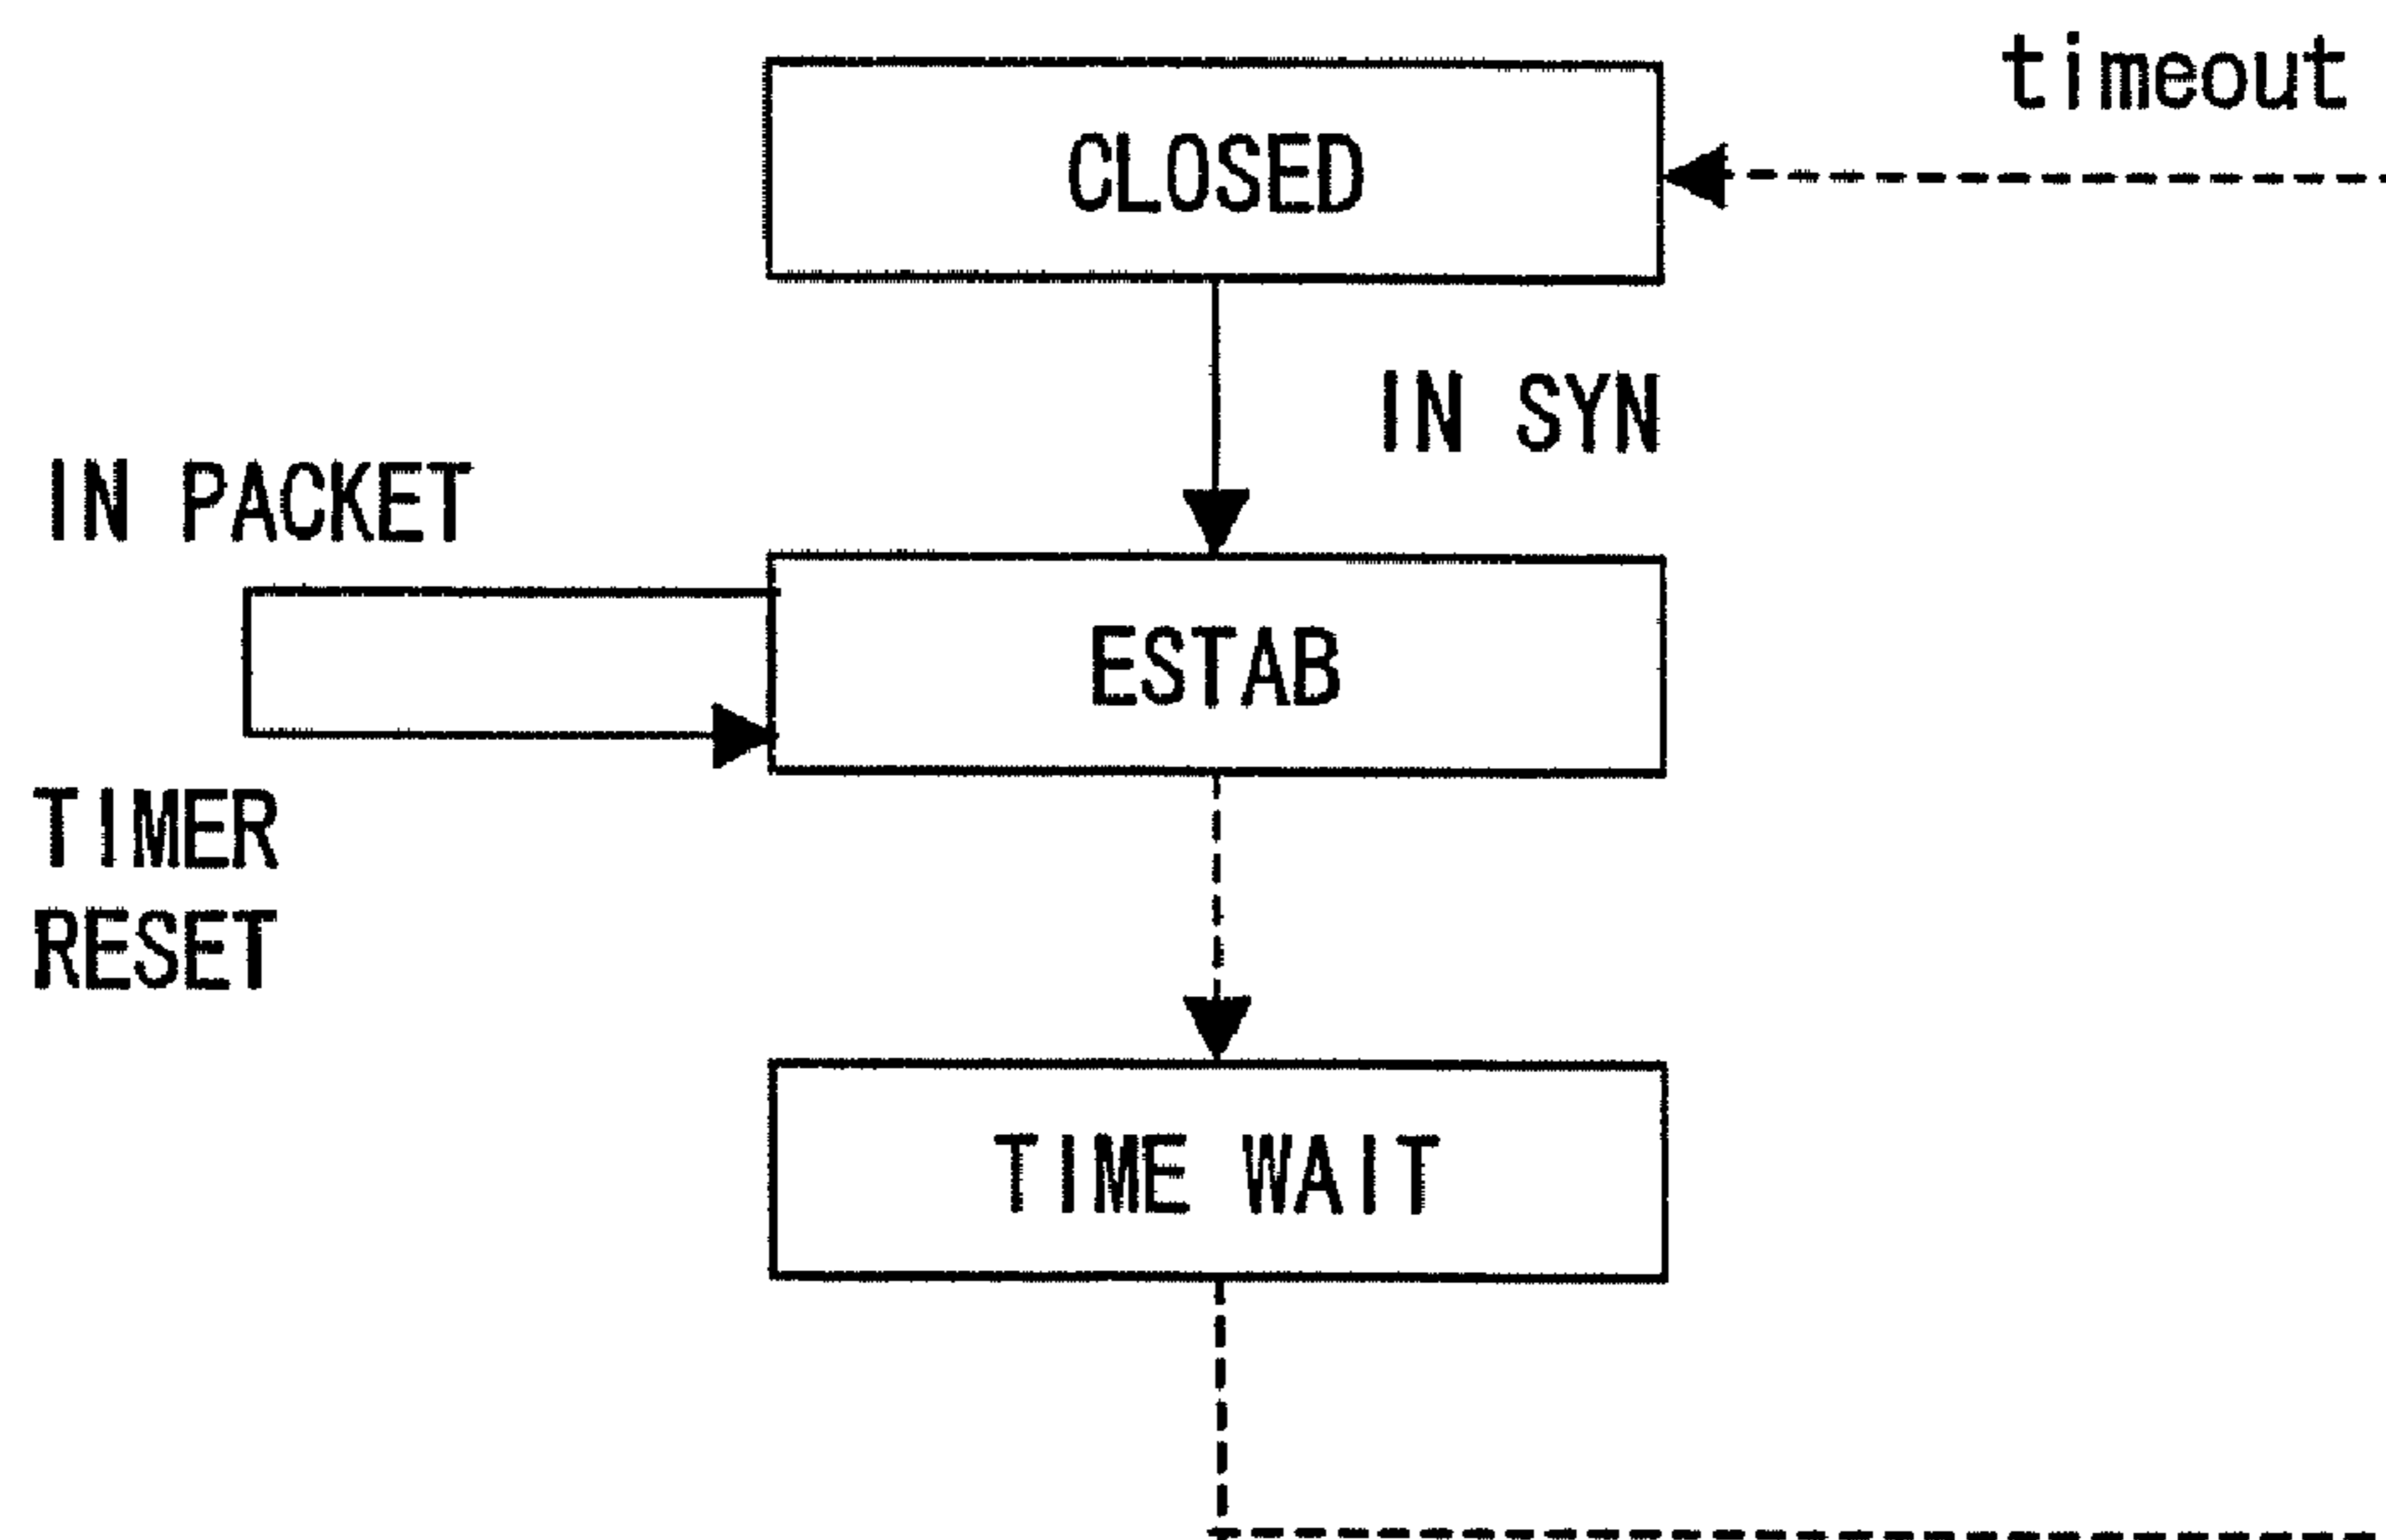 timeout
CLOSED
IN SYN
IN PACKET
ESTAB
TIMER
RESET
TIME WAIT